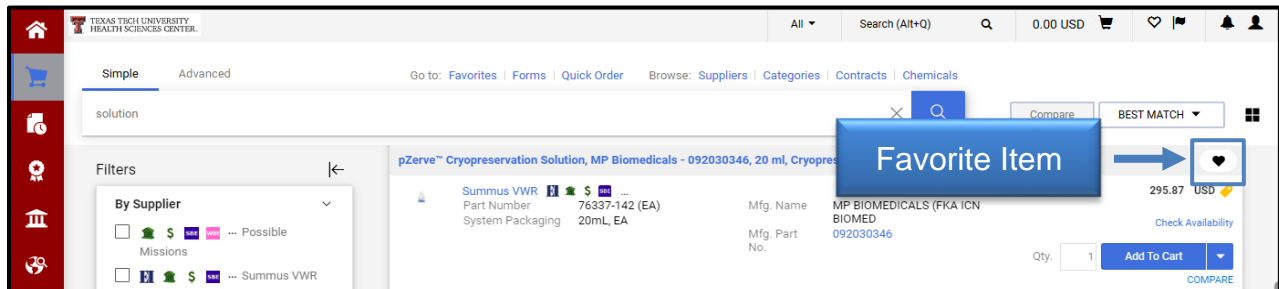 TEXAS TECH UNIVERSITY
HEALTH SCIENCES CENTER.
All Search (Alt+Q) 0.00 USD
Simple Advanced Go to: Favorites | Forms | Quick Order Browse: Suppliers | Categories | Contracts | Chemicals
solution
Compare BEST MATCH
Favorite Item
Filters
pZerve™ Cryopreservation Solution, MP Biomedicals - 092030346, 20 ml, Cryopres
By Supplier
SBE WBE ... Possible
Missions
SBE ... Summus VWR
Summus VWR $ SBE ...
Part Number 76337-142 (EA)
System Packaging 20mL, EA
Mfg. Name MP BIOMEDICALS (FKA ICN
BIOMED
Mfg. Part 092030346
No.
295.87 USD
Check Availability
Qty. 1 Add To Cart
COMPARE